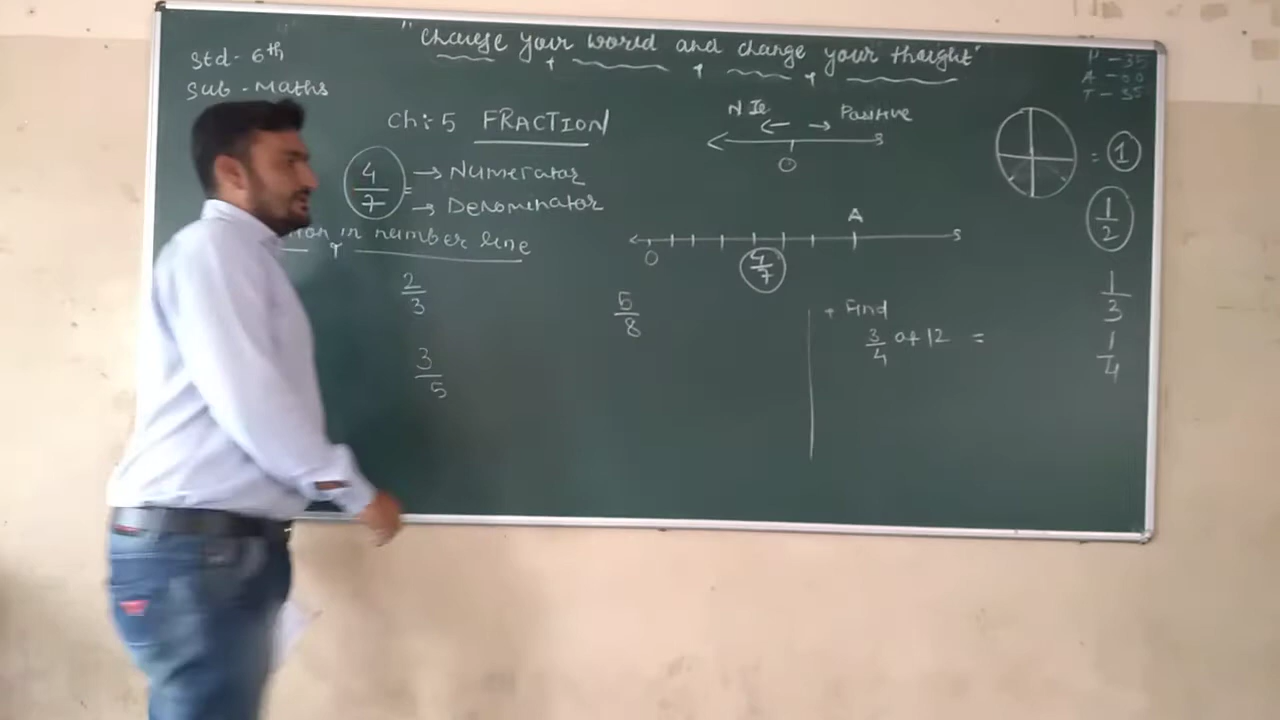 "Change your world and change your thought"
Std - 6th
Sub - Maths
P - 35
A - 00
T - 35
Ch: 5 FRACTION
4/7 = → Numerator
→ Denominator
in number line
2/3
3/5
5/8
Positive
0
A
0
4/7
+ Find
3/4 of 12 =
= 1
1/2
1/3
1/4